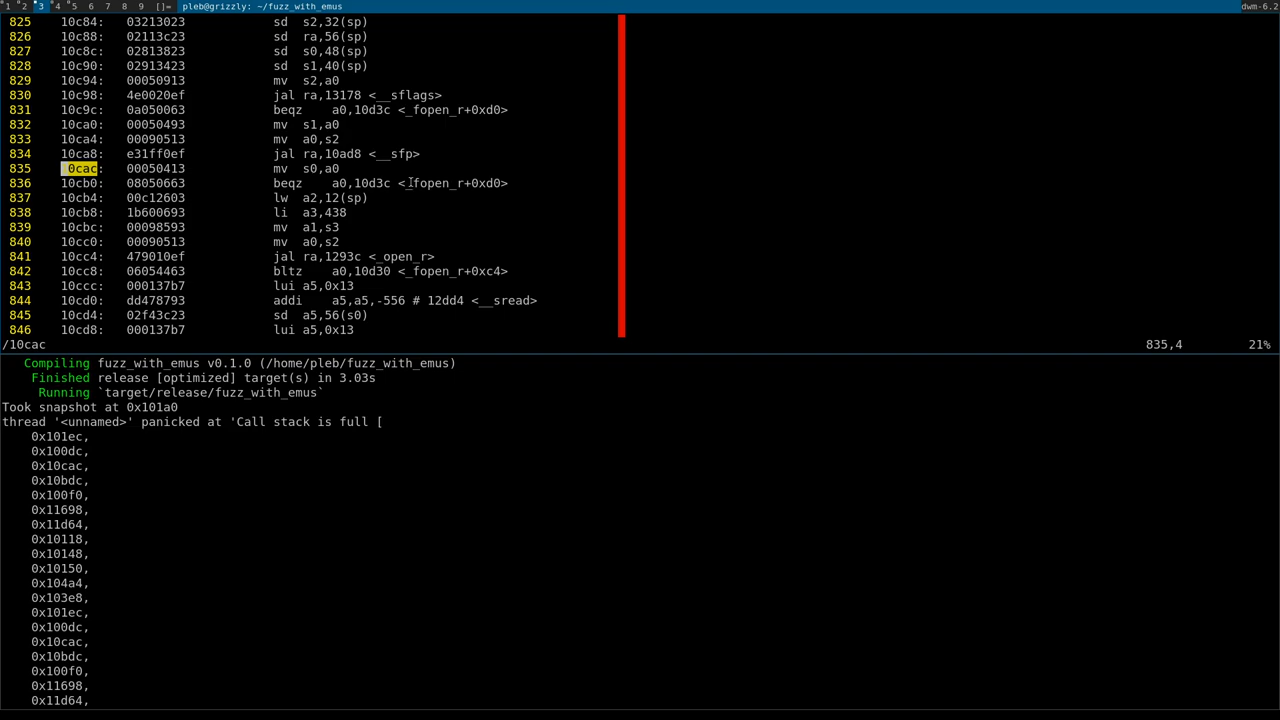 1 2 3 4 5 6 7 8 9 []= pleb@grizzly: ~/fuzz_with_emus dwm-6.2
825 10c84: 03213023 sd s2,32(sp)
826 10c88: 02113c23 sd ra,56(sp)
827 10c8c: 02813823 sd s0,48(sp)
828 10c90: 02913423 sd s1,40(sp)
829 10c94: 00050913 mv s2,a0
830 10c98: 4e0020ef jal ra,13178 <__sflags>
831 10c9c: 0a050063 beqz a0,10d3c <_fopen_r+0xd0>
832 10ca0: 00050493 mv s1,a0
833 10ca4: 00090513 mv a0,s2
834 10ca8: e31ff0ef jal ra,10ad8 <__sfp>
835 10cac: 00050413 mv s0,a0
836 10cb0: 08050663 beqz a0,10d3c <_fopen_r+0xd0>
837 10cb4: 00c12603 lw a2,12(sp)
838 10cb8: 1b600693 li a3,438
839 10cbc: 00098593 mv a1,s3
840 10cc0: 00090513 mv a0,s2
841 10cc4: 479010ef jal ra,1293c <_open_r>
842 10cc8: 06054463 bltz a0,10d30 <_fopen_r+0xc4>
843 10ccc: 000137b7 lui a5,0x13
844 10cd0: dd478793 addi a5,a5,-556 # 12dd4 <__sread>
845 10cd4: 02f43c23 sd a5,56(s0)
846 10cd8: 000137b7 lui a5,0x13
/10cac 835,4 21%
Compiling fuzz_with_emus v0.1.0 (/home/pleb/fuzz_with_emus)
Finished release [optimized] target(s) in 3.03s
Running `target/release/fuzz_with_emus`
Took snapshot at 0x101a0
thread '<unnamed>' panicked at 'Call stack is full [
0x101ec,
0x100dc,
0x10cac,
0x10bdc,
0x100f0,
0x11698,
0x11d64,
0x10118,
0x10148,
0x10150,
0x104a4,
0x103e8,
0x101ec,
0x100dc,
0x10cac,
0x10bdc,
0x100f0,
0x11698,
0x11d64,